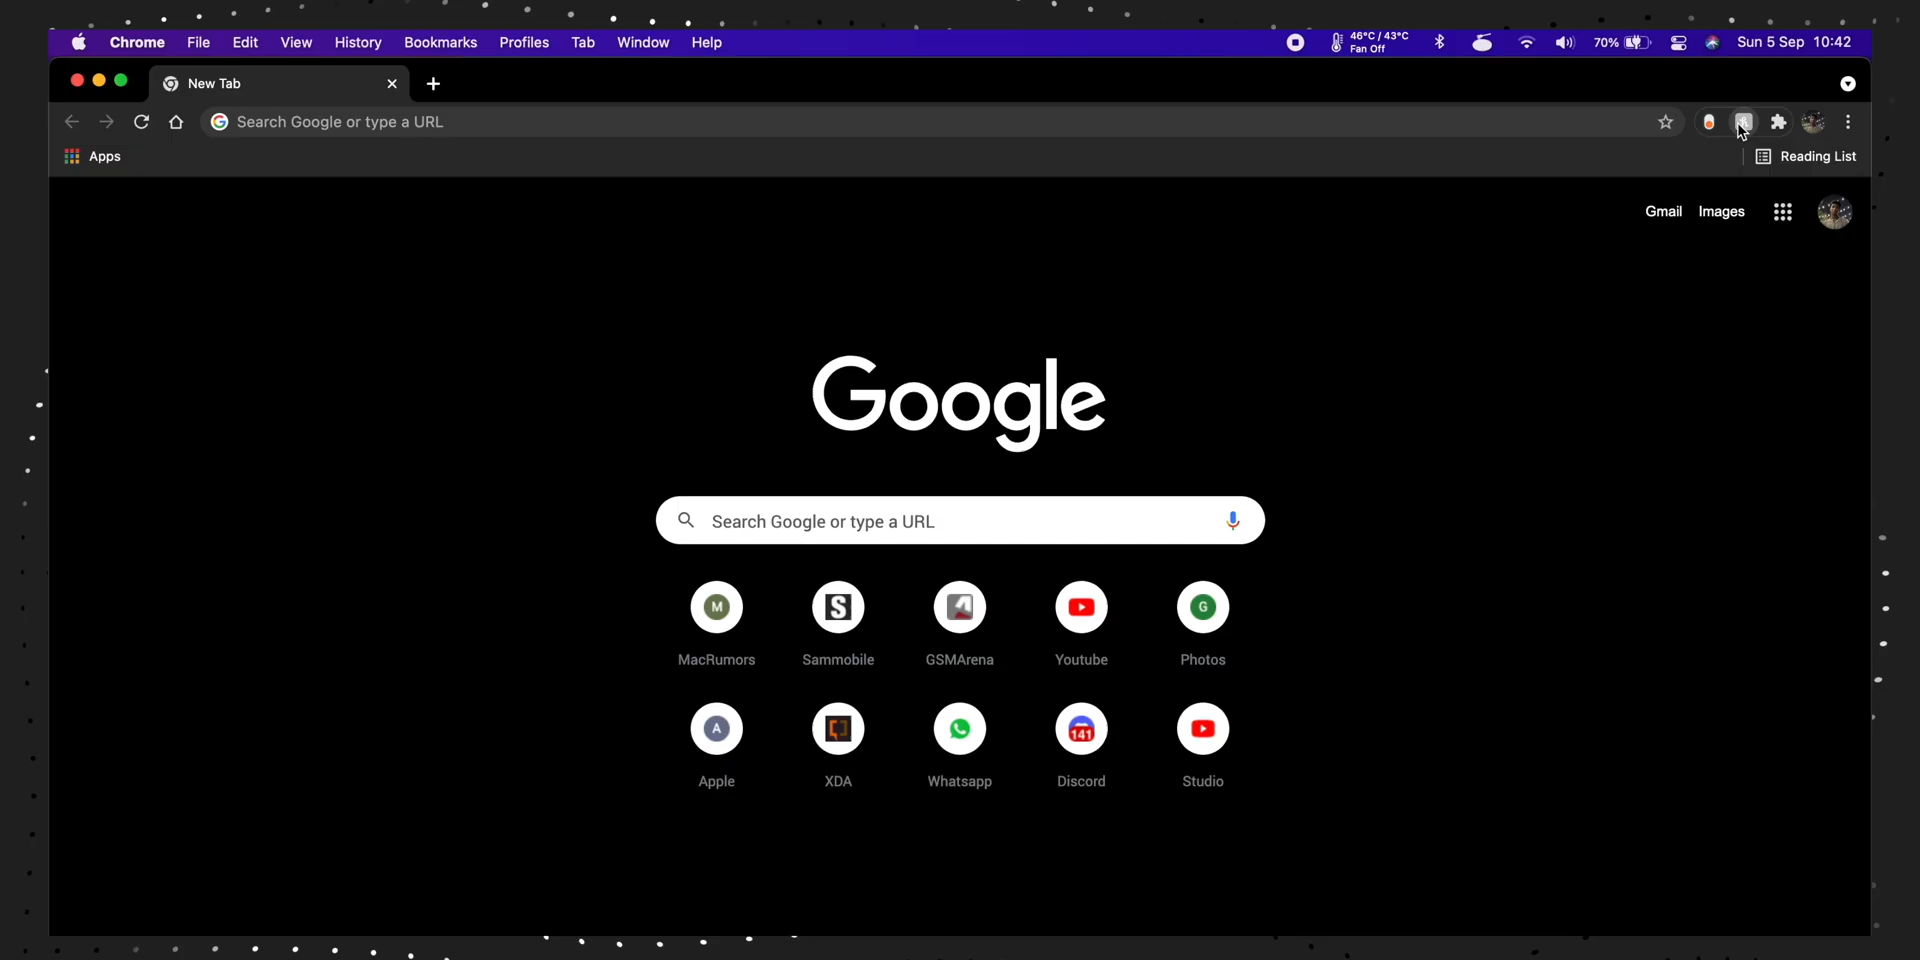 Chrome File Edit View History Bookmarks Profiles Tab Window Help 46°C / 43°C 70% Sun 5 Sep 10:42
Fan Off
New Tab
Search Google or type a URL
Apps Reading List
Gmail Images
Google
Search Google or type a URL
M S 4 G
MacRumors Sammobile GSMArena Youtube Photos
A 141
Apple XDA Whatsapp Discord Studio